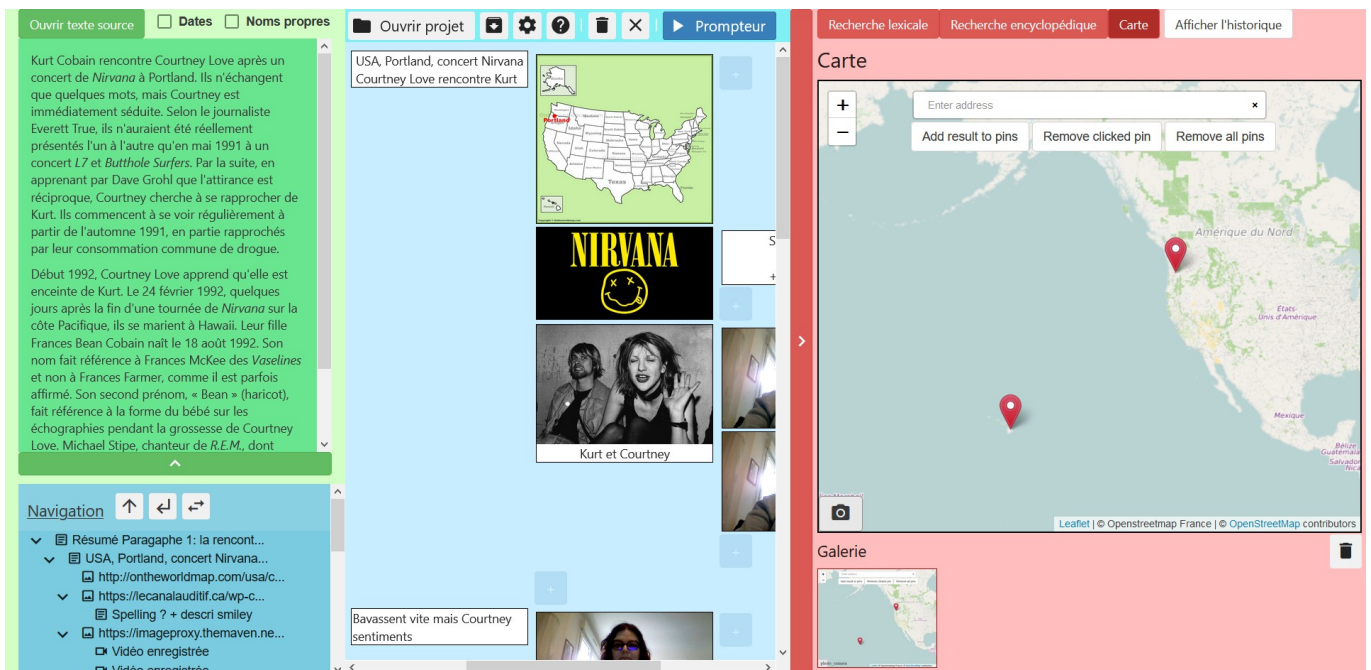 Ouvrir texte source
Dates
Noms propres
Kurt Cobain rencontre Courtney Love après un
concert de Nirvana à Portland. Ils n'échangent
que quelques mots, mais Courtney est
immédiatement séduite. Selon le journaliste
Everett True, ils n'auraient été réellement
présentés l'un à l'autre qu'en mai 1991 à un
concert L7 et Butthole Surfers. Par la suite, en
apprenant par Dave Grohl que l'attirance est
réciproque, Courtney cherche à se rapprocher de
Kurt. Ils commencent à se voir régulièrement à
partir de l'automne 1991, en partie rapprochés
par leur consommation commune de drogue.
Début 1992, Courtney Love apprend qu'elle est
enceinte de Kurt. Le 24 février 1992, quelques
jours après la fin d'une tournée de Nirvana sur la
côte Pacifique, ils se marient à Hawaii. Leur fille
Frances Bean Cobain naît le 18 août 1992. Son
nom fait référence à Frances McKee des Vaselines
et non à Frances Farmer, comme il est parfois
affirmé. Son second prénom, « Bean » (haricot),
fait référence à la forme du bébé sur les
échographies pendant la grossesse de Courtney
Love. Michael Stipe, chanteur de R.E.M., dont
Navigation
Résumé Paragaphe 1: la rencont...
USA, Portland, concert Nirvana...
http://ontheworldmap.com/usa/c...
https://lecanalauditif.ca/wp-c...
Spelling ? + descri smiley
https://imageproxy.themaven.ne...
Vidéo enregistrée
Vidéo enregistrée
Ouvrir projet
Prompteur
USA, Portland, concert Nirvana
Courtney Love rencontre Kurt
Portland
Texas
NIRVANA
S
+
Kurt et Courtney
Bavassent vite mais Courtney
sentiments
Recherche lexicale
Recherche encyclopédique
Carte
Afficher l'historique
Carte
+
−
Enter address
×
Add result to pins
Remove clicked pin
Remove all pins
Amérique du Nord
États-
Unis d'Amérique
Mexique
Belize
Guatemala
Salvador
Nica
Leaflet | © Openstreetmap France | © OpenStreetMap contributors
Galerie